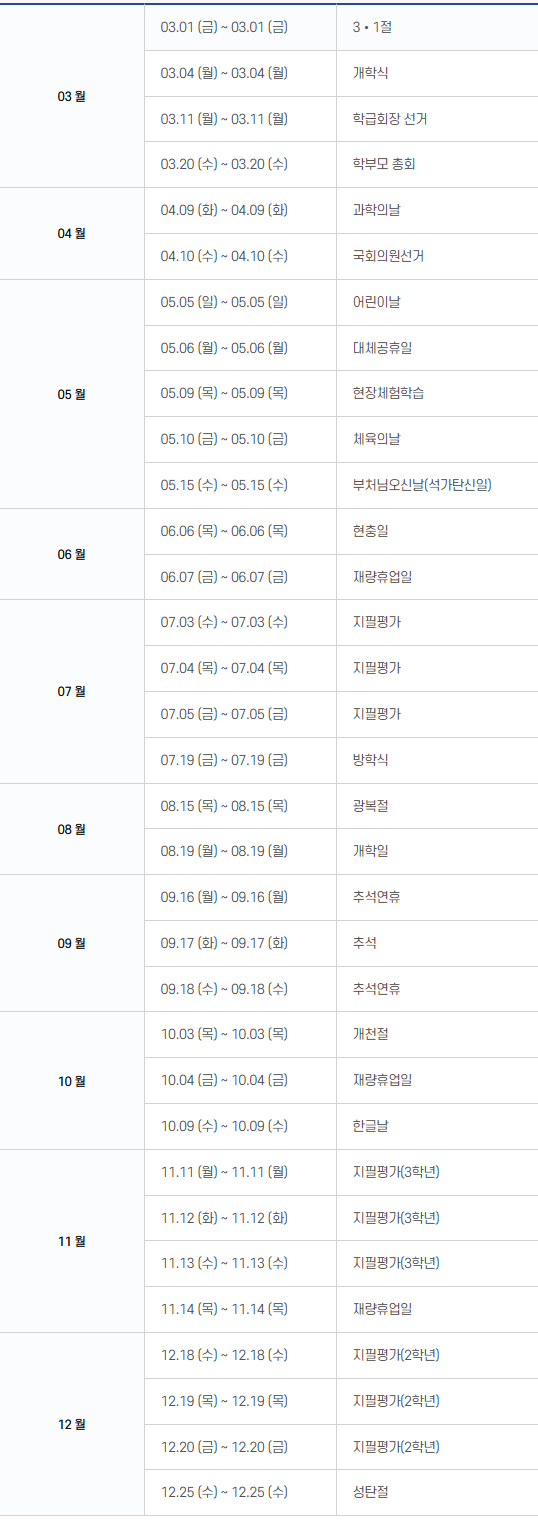 03 월
03.01 (금) ~ 03.01 (금) 3 • 1절
03.04 (월) ~ 03.04 (월) 개학식
03.11 (월) ~ 03.11 (월) 학급회장 선거
03.20 (수) ~ 03.20 (수) 학부모 총회
04 월
04.09 (화) ~ 04.09 (화) 과학의날
04.10 (수) ~ 04.10 (수) 국회의원선거
05 월
05.05 (일) ~ 05.05 (일) 어린이날
05.06 (월) ~ 05.06 (월) 대체공휴일
05.09 (목) ~ 05.09 (목) 현장체험학습
05.10 (금) ~ 05.10 (금) 체육의날
05.15 (수) ~ 05.15 (수) 부처님오신날(석가탄신일)
06 월
06.06 (목) ~ 06.06 (목) 현충일
06.07 (금) ~ 06.07 (금) 재량휴업일
07 월
07.03 (수) ~ 07.03 (수) 지필평가
07.04 (목) ~ 07.04 (목) 지필평가
07.05 (금) ~ 07.05 (금) 지필평가
07.19 (금) ~ 07.19 (금) 방학식
08 월
08.15 (목) ~ 08.15 (목) 광복절
08.19 (월) ~ 08.19 (월) 개학일
09 월
09.16 (월) ~ 09.16 (월) 추석연휴
09.17 (화) ~ 09.17 (화) 추석
09.18 (수) ~ 09.18 (수) 추석연휴
10 월
10.03 (목) ~ 10.03 (목) 개천절
10.04 (금) ~ 10.04 (금) 재량휴업일
10.09 (수) ~ 10.09 (수) 한글날
11 월
11.11 (월) ~ 11.11 (월) 지필평가(3학년)
11.12 (화) ~ 11.12 (화) 지필평가(3학년)
11.13 (수) ~ 11.13 (수) 지필평가(3학년)
11.14 (목) ~ 11.14 (목) 재량휴업일
12 월
12.18 (수) ~ 12.18 (수) 지필평가(2학년)
12.19 (목) ~ 12.19 (목) 지필평가(2학년)
12.20 (금) ~ 12.20 (금) 지필평가(2학년)
12.25 (수) ~ 12.25 (수) 성탄절